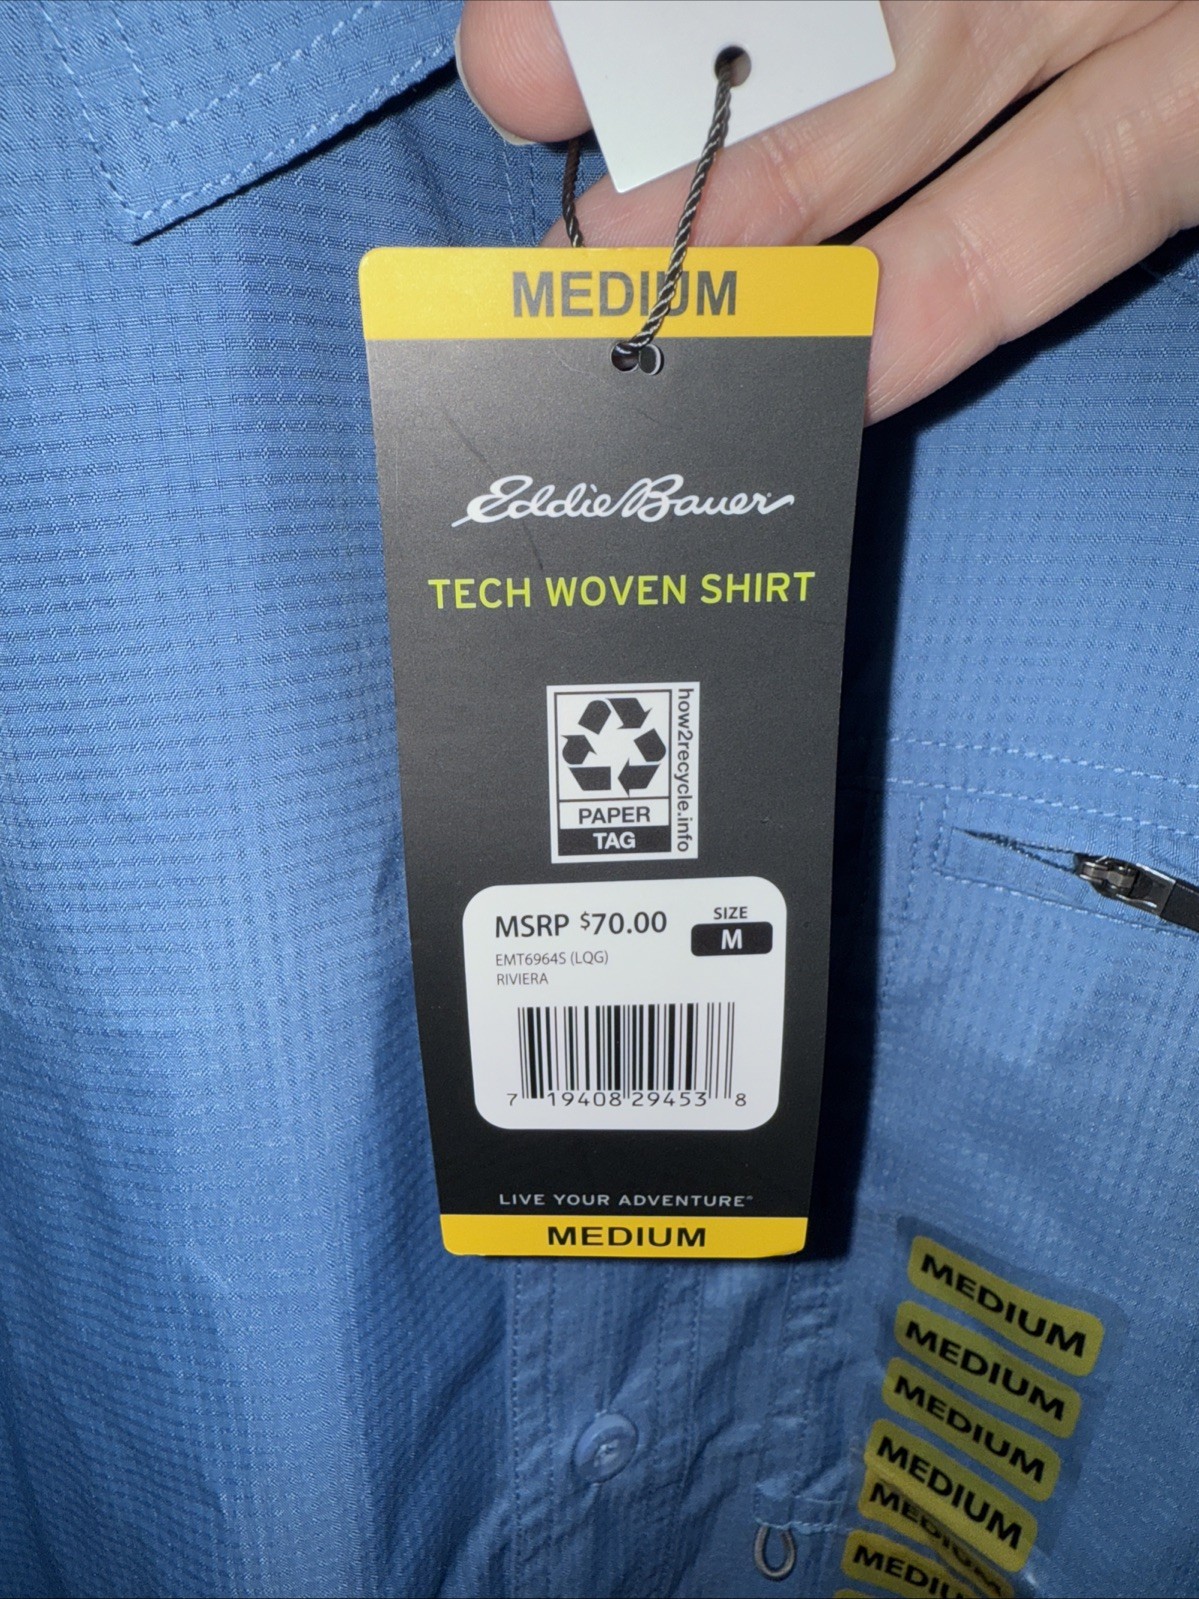 MEDIUM
Eddie Bauer
TECH WOVEN SHIRT
how2recycle.info
PAPER
TAG
MSRP $70.00
SIZE
M
EMT6964S (LQG)
RIVIERA
7 19408 29453 8
LIVE YOUR ADVENTURE®
MEDIUM
MEDIUM
MEDIUM
MEDIUM
MEDIUM
MEDIUM
MEDIUM